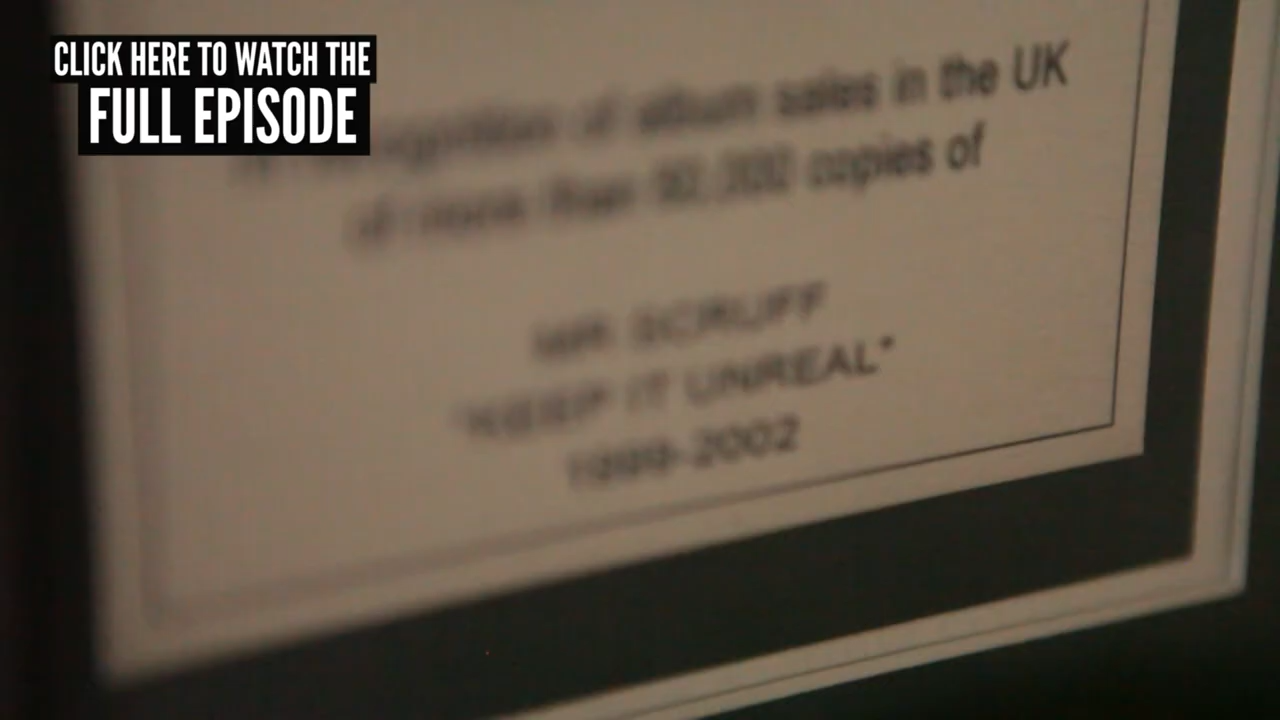 CLICK HERE TO WATCH THE
FULL EPISODE
recognition of album sales in the UK
of more than copies of
MR SCRUFF
"KEEP IT UNREAL"
1999-2002